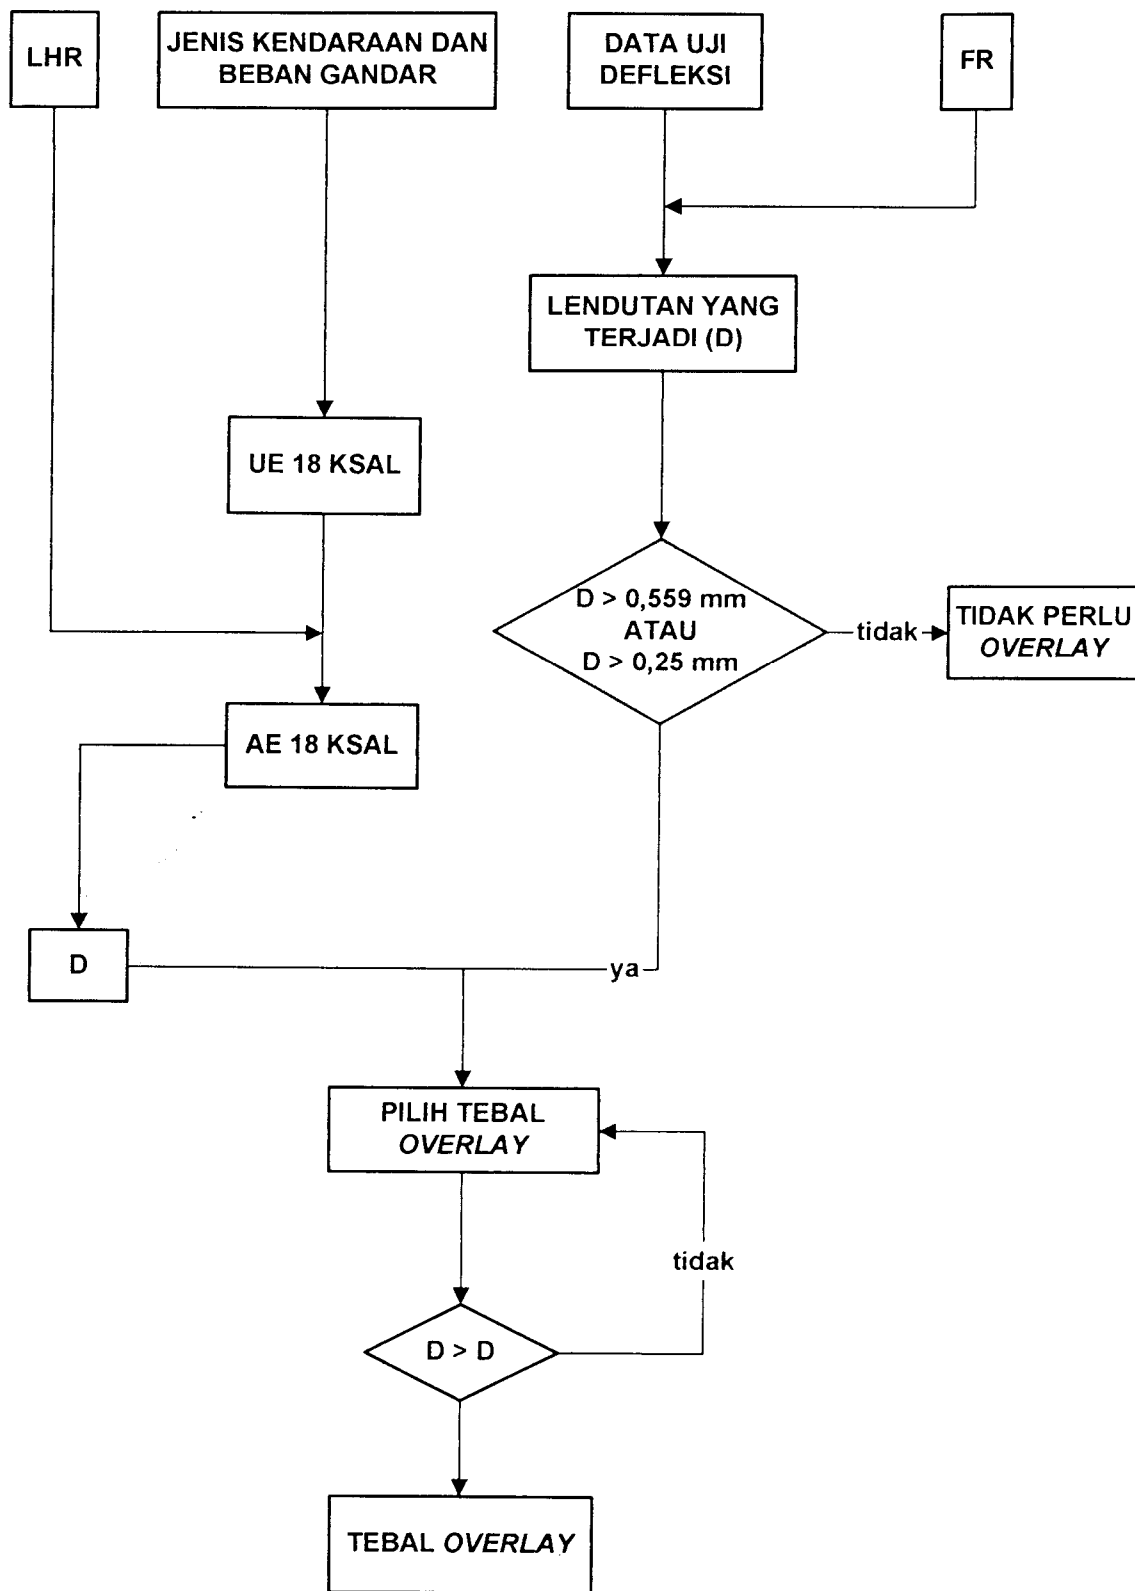 LHR
JENIS KENDARAAN DAN
BEBAN GANDAR
DATA UJI
DEFLEKSI
FR
LENDUTAN YANG
TERJADI (D)
UE 18 KSAL
D > 0,559 mm
ATAU
D > 0,25 mm
tidak
TIDAK PERLU
OVERLAY
AE 18 KSAL
D
ya
PILIH TEBAL
OVERLAY
tidak
D > D
TEBAL OVERLAY